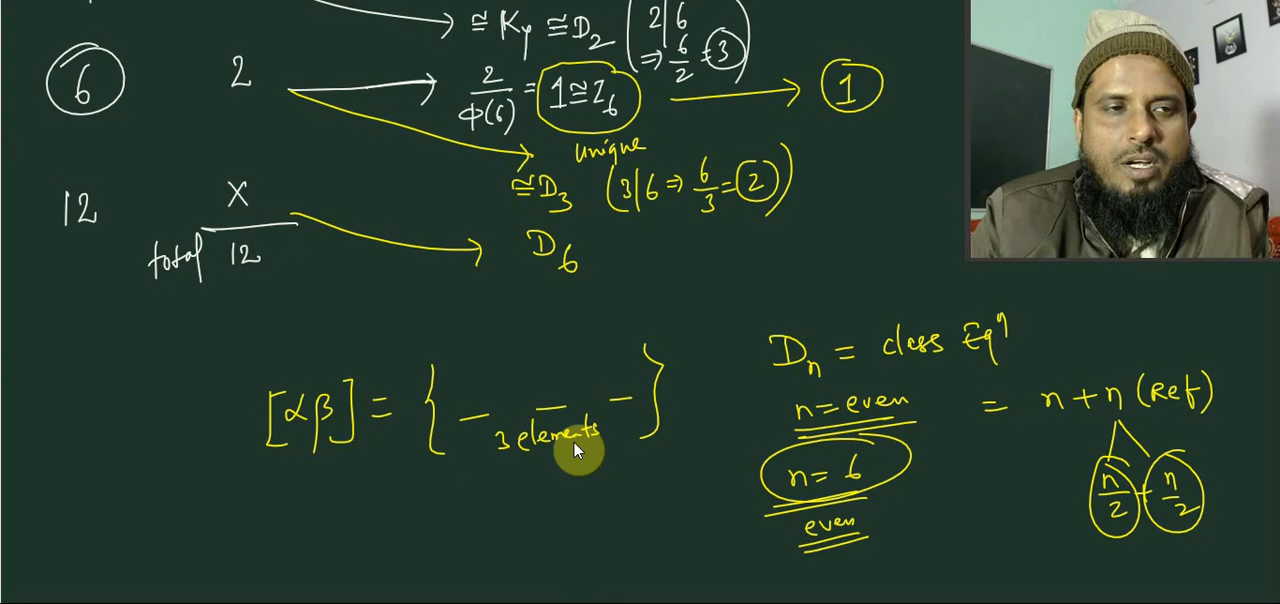 ≅ K₄ ≅ D₂ (2|6 ⇒ 6/2 = 3)
6 2 2/Φ(6) = 1 ≅ Z₆ 1
unique
≅ D₃ (3|6 ⇒ 6/3 = 2)
12 X
total 12 D₆
Dₙ = class Eqⁿ
[αβ] = { _ _ _ }
3 elements
n = even = n + n (Ref)
n/2 + n/2
n = 6
even